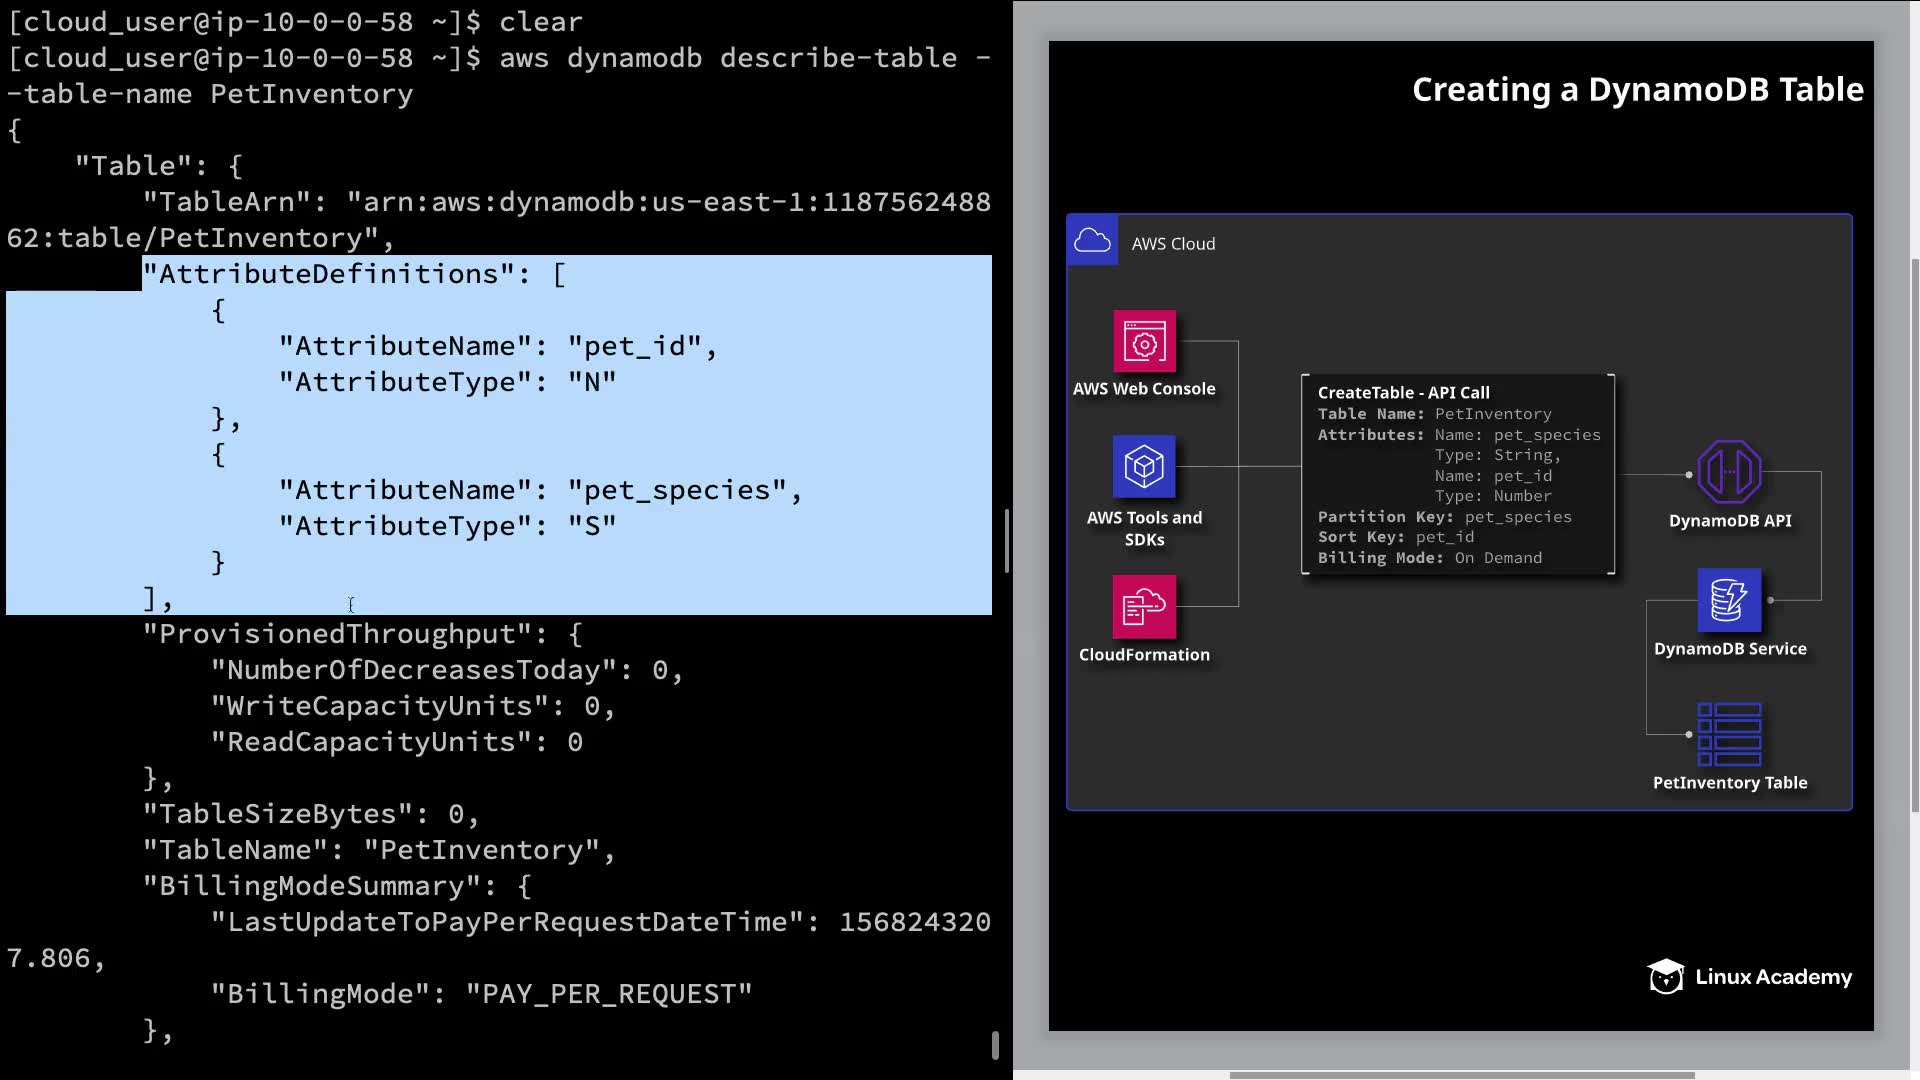 [cloud_user@ip-10-0-0-58 ~]$ clear
[cloud_user@ip-10-0-0-58 ~]$ aws dynamodb describe-table -
-table-name PetInventory
{
    "Table": {
        "TableArn": "arn:aws:dynamodb:us-east-1:1187562488
62:table/PetInventory",
        "AttributeDefinitions": [
            {
                "AttributeName": "pet_id",
                "AttributeType": "N"
            },
            {
                "AttributeName": "pet_species",
                "AttributeType": "S"
            }
        ],
        "ProvisionedThroughput": {
            "NumberOfDecreasesToday": 0,
            "WriteCapacityUnits": 0,
            "ReadCapacityUnits": 0
        },
        "TableSizeBytes": 0,
        "TableName": "PetInventory",
        "BillingModeSummary": {
            "LastUpdateToPayPerRequestDateTime": 156824320
7.806,
            "BillingMode": "PAY_PER_REQUEST"
        },
Creating a DynamoDB Table
AWS Cloud
AWS Web Console
AWS Tools and
SDKs
CloudFormation
CreateTable - API Call
Table Name: PetInventory
Attributes: Name: pet_species
Type: String,
Name: pet_id
Type: Number
Partition Key: pet_species
Sort Key: pet_id
Billing Mode: On Demand
DynamoDB API
DynamoDB Service
PetInventory Table
Linux Academy